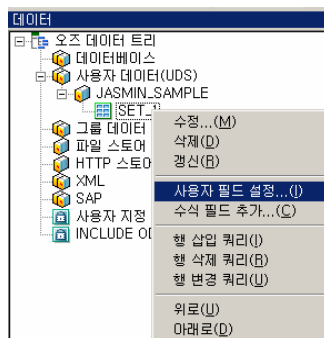 데이터
오즈 데이터 트리
데이터베이스
사용자 데이터(UDS)
JASMIN_SAMPLE
SET_1
그룹 데이터
파일 스토어
HTTP 스토어
XML
SAP
사용자 지정
INCLUDE
수정...(M)
삭제(D)
갱신(R)
사용자 필드 설정...(I)
수식 필드 추가...(C)
행 삽입 쿼리(I)
행 삭제 쿼리(R)
행 변경 쿼리(U)
위로(U)
아래로(D)